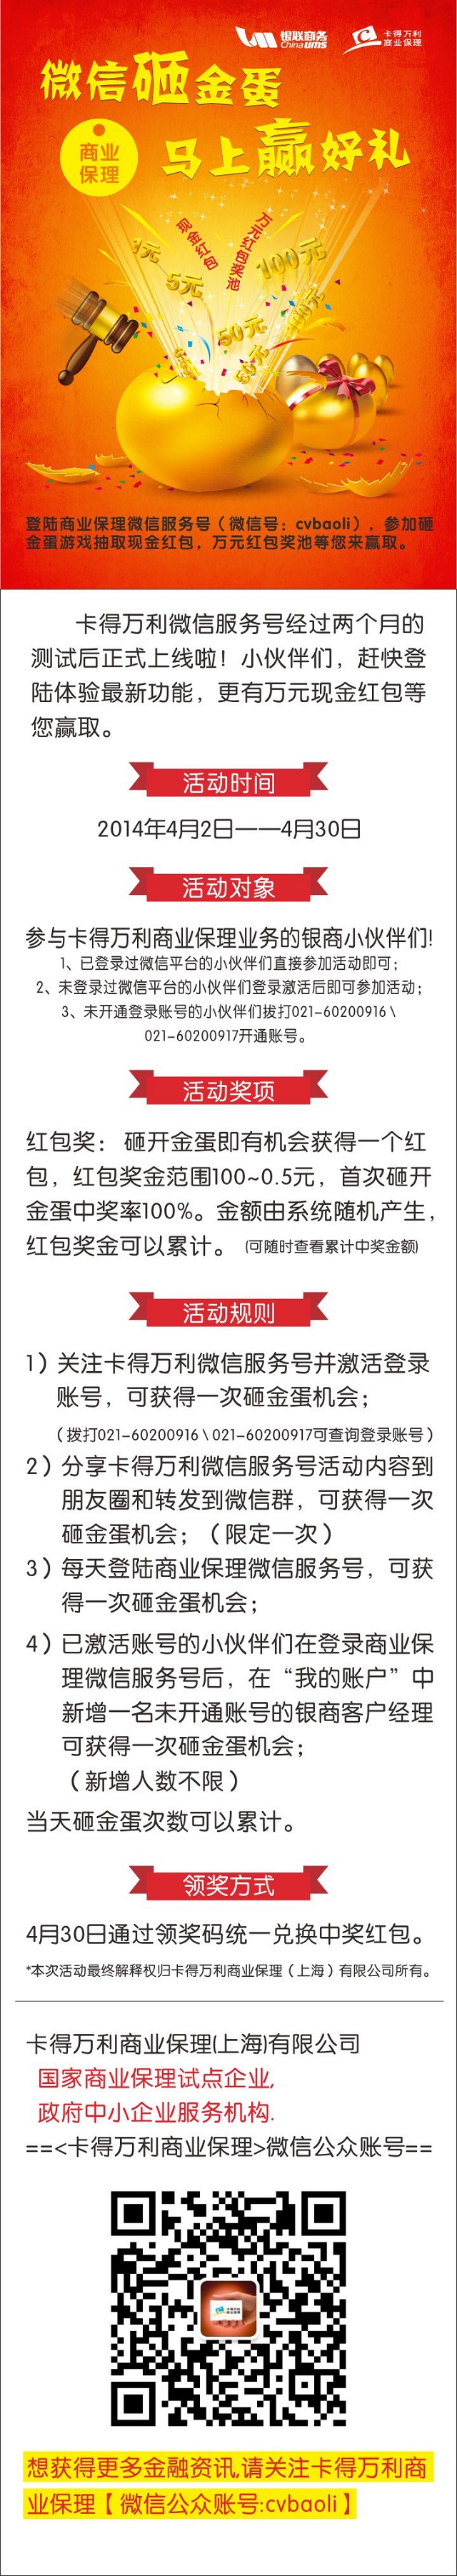 银联商务
China ums
卡得万利
商业保理
微信砸金蛋
商业
保理
马上赢好礼
现金红包
万元红包奖池
1元
5元
100元
50元
登陆商业保理微信服务号（微信号：cvbaoli），参加砸
金蛋游戏抽取现金红包，万元红包奖池等您来赢取。
卡得万利微信服务号经过两个月的
测试后正式上线啦！小伙伴们，赶快登
陆体验最新功能，更有万元现金红包等
您赢取。
活动时间
2014年4月2日——4月30日
活动对象
参与卡得万利商业保理业务的银商小伙伴们!
1、已登录过微信平台的小伙伴们直接参加活动即可；
2、未登录过微信平台的小伙伴们登录激活后即可参加活动；
3、未开通登录账号的小伙伴们拨打021-60200916\
021-60200917开通账号。
活动奖项
红包奖： 砸开金蛋即有机会获得一个红
包，红包奖金范围100~0.5元，首次砸开
金蛋中奖率100%。金额由系统随机产生，
红包奖金可以累计。 (可随时查看累计中奖金额)
活动规则
1）关注卡得万利微信服务号并激活登录
账号，可获得一次砸金蛋机会；
（拨打021-60200916\021-60200917可查询登录账号）
2）分享卡得万利微信服务号活动内容到
朋友圈和转发到微信群，可获得一次
砸金蛋机会；（限定一次）
3）每天登陆商业保理微信服务号，可获
得一次砸金蛋机会；
4）已激活账号的小伙伴们在登录商业保
理微信服务号后，在“我的账户”中
新增一名未开通账号的银商客户经理
可获得一次砸金蛋机会；
（新增人数不限）
当天砸金蛋次数可以累计。
领奖方式
4月30日通过领奖码统一兑换中奖红包。
*本次活动最终解释权归卡得万利商业保理（上海）有限公司所有。
卡得万利商业保理(上海)有限公司
国家商业保理试点企业,
政府中小企业服务机构.
==<卡得万利商业保理>微信公众账号==
想获得更多金融资讯,请关注卡得万利商
业保理【微信公众账号:cvbaoli】